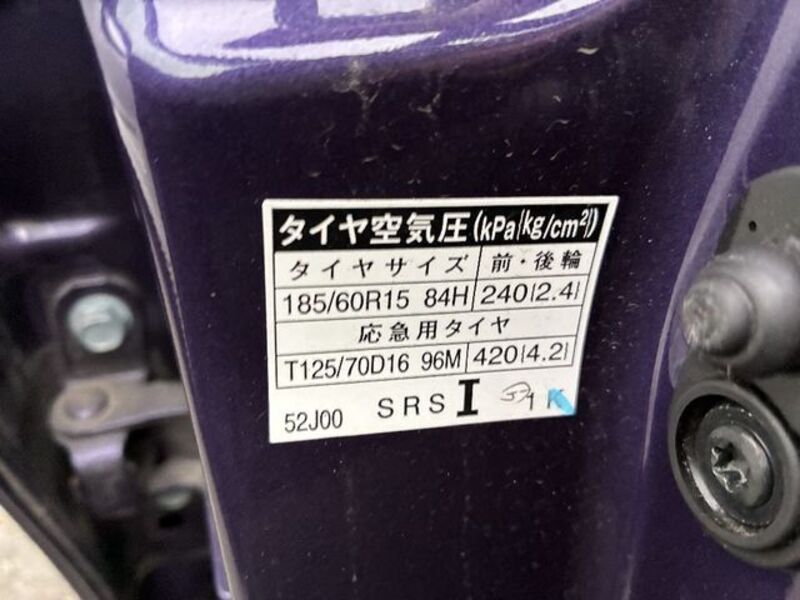 タイヤ空気圧(kPa{kg/cm²})
タイヤサイズ 前・後輪
185/60R15 84H 240{2.4}
応急用タイヤ
T125/70D16 96M 420{4.2}
52J00 SRS I K